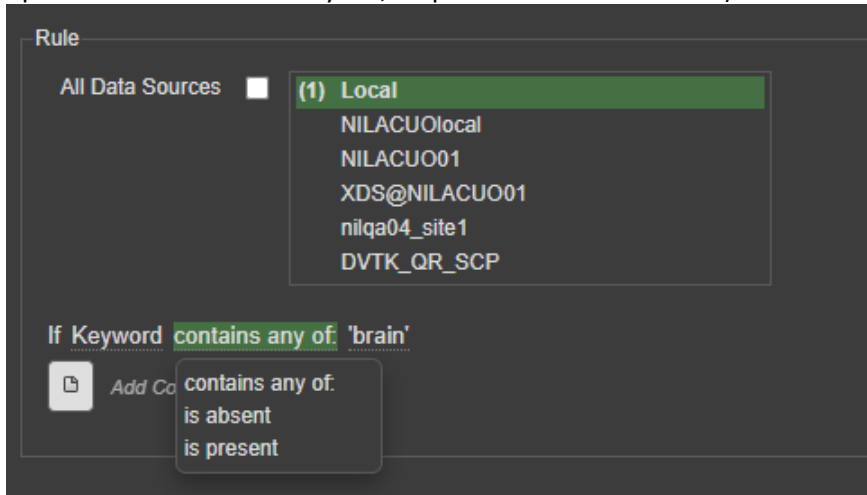 Rule
All Data Sources
(1) Local
NILACUOlocal
NILACUO01
XDS@NILACUO01
nilqa04_site1
DVTK_QR_SCP
If Keyword contains any of: 'brain'
Add Co
contains any of:
is absent
is present